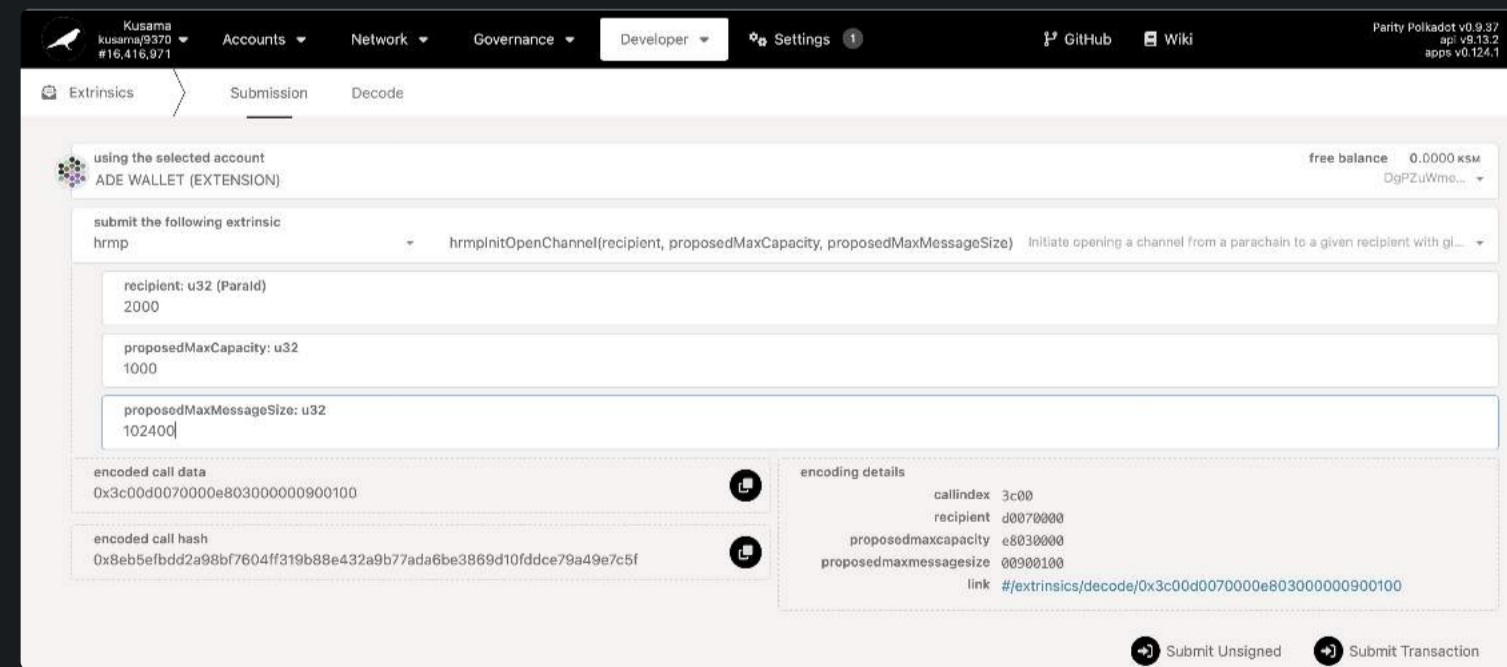 Kusama
kusama/9370
#16,416,971
Accounts
Network
Governance
Developer
Settings 1
GitHub
Wiki
Parity Polkadot v0.9.37
api v9.13.2
apps v0.124.1
Extrinsics
Submission
Decode
using the selected account
ADE WALLET (EXTENSION)
free balance 0.0000 KSM
DgPZuWmo...
submit the following extrinsic
hrmp
hrmpInitOpenChannel(recipient, proposedMaxCapacity, proposedMaxMessageSize) Initiate opening a channel from a parachain to a given recipient with gi...
recipient: u32 (ParaId)
2000
proposedMaxCapacity: u32
1000
proposedMaxMessageSize: u32
102400
encoded call data
0x3c00d0070000e803000000900100
encoded call hash
0x8eb5efbdd2a98bf7604ff319b88e432a9b77ada6be3869d10fddce79a49e7c5f
encoding details
callindex 3c00
recipient d0070000
proposedmaxcapacity e8030000
proposedmaxmessagesize 00900100
link #/extrinsics/decode/0x3c00d0070000e803000000900100
Submit Unsigned
Submit Transaction